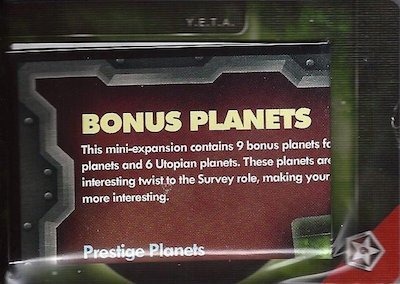 Y.E.T.A.
BONUS PLANETS
This mini-expansion contains 9 bonus planets fo
planets and 6 Utopian planets. These planets are
interesting twist to the Survey role, making your
more interesting.
Prestige Planets